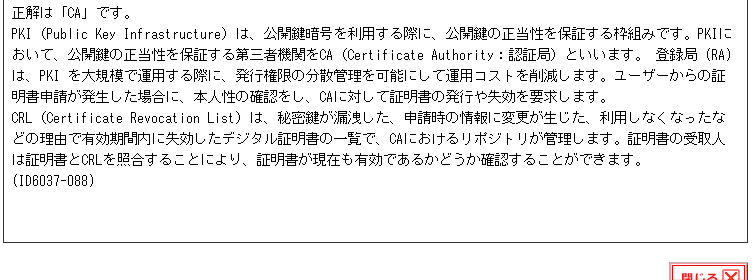 正解は「CA」です。
PKI (Public Key Infrastructure) は、公開鍵暗号を利用する際に、公開鍵の正当性を保証する枠組みです。PKIに
おいて、公開鍵の正当性を保証する第三者機関をCA (Certificate Authority：認証局) といいます。 登録局 (RA)
は、PKI を大規模で運用する際に、発行権限の分散管理を可能にして運用コストを削減します。ユーザーからの証
明書申請が発生した場合に、本人性の確認をし、CAに対して証明書の発行や失効を要求します。
CRL (Certificate Revocation List) は、秘密鍵が漏洩した、申請時の情報に変更が生じた、利用しなくなったな
どの理由で有効期間内に失効したデジタル証明書の一覧で、CAにおけるリポジトリが管理します。証明書の受取人
は証明書とCRLを照合することにより、証明書が現在も有効であるかどうか確認することができます。
(ID6037-088)
閉じる